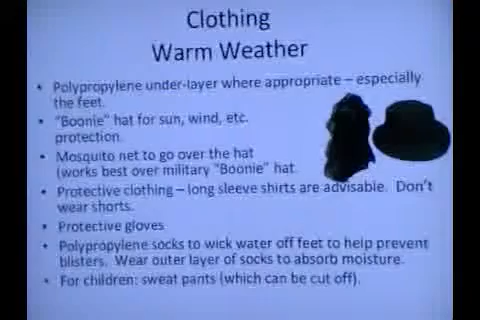 Clothing
Warm Weather
• Polypropylene under-layer where appropriate – especially
the feet.
• "Boonie" hat for sun, wind, etc.
protection.
• Mosquito net to go over the hat
(works best over military "Boonie" hat.
• Protective clothing – long sleeve shirts are advisable. Don't
wear shorts.
• Protective gloves
• Polypropylene socks to wick water off feet to help prevent
blisters. Wear outer layer of socks to absorb moisture.
• For children: sweat pants (which can be cut off).